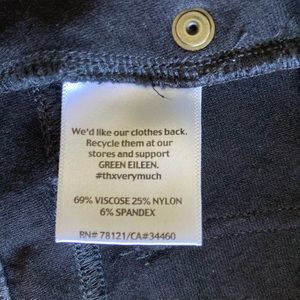 We'd like our clothes back.
Recycle them at our
stores and support
GREEN EILEEN.
#thxverymuch
69% VISCOSE 25% NYLON
6% SPANDEX
RN# 78121/CA#34460